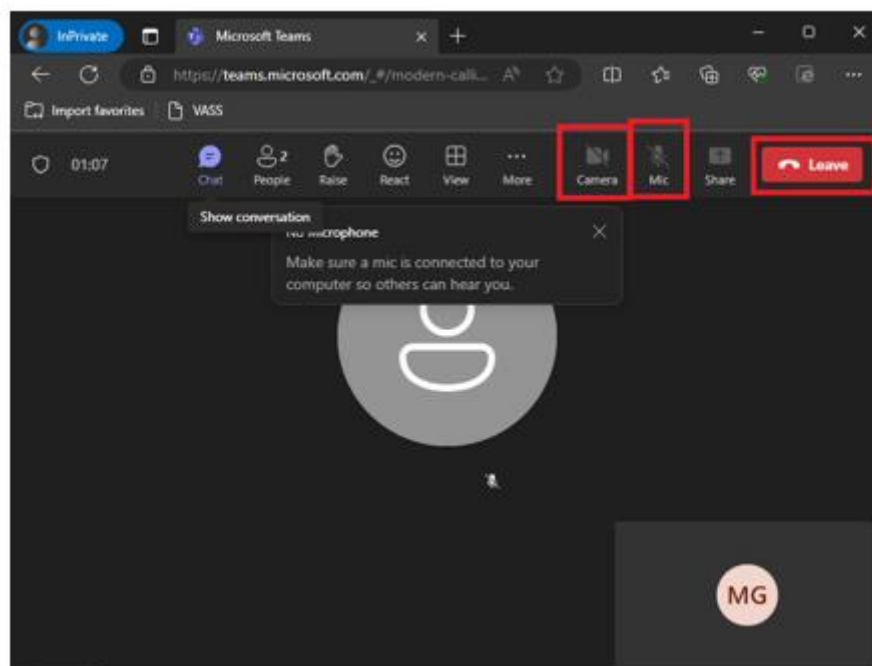 InPrivate
Microsoft Teams
https://teams.microsoft.com/_#/modern-calli...
Import favorites
VASS
01:07
Chat
2
People
Raise
React
View
More
Camera
Mic
Share
Leave
Show conversation
No Microphone
Make sure a mic is connected to your
computer so others can hear you.
MG